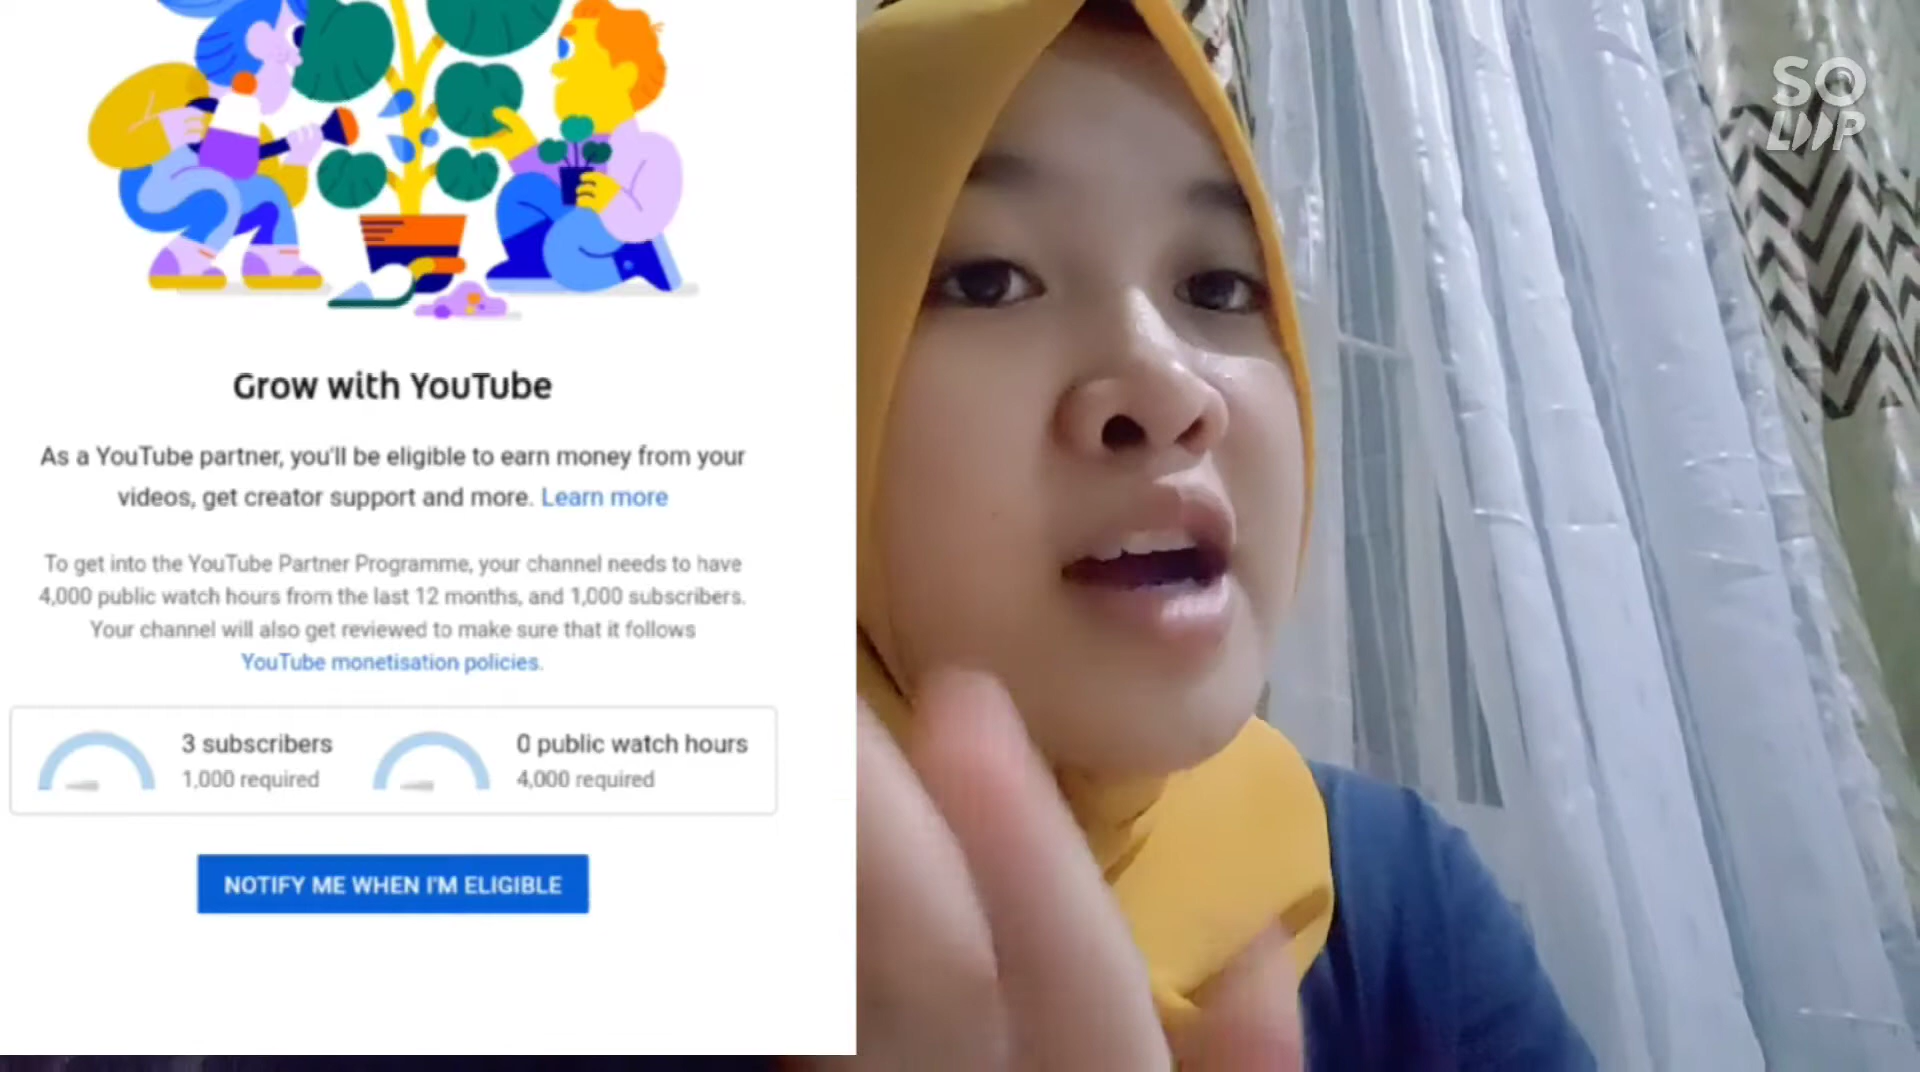 SO
LOOP
Grow with YouTube
As a YouTube partner, you'll be eligible to earn money from your
videos, get creator support and more. Learn more
To get into the YouTube Partner Programme, your channel needs to have
4,000 public watch hours from the last 12 months, and 1,000 subscribers.
Your channel will also get reviewed to make sure that it follows
YouTube monetisation policies.
3 subscribers
1,000 required
0 public watch hours
4,000 required
NOTIFY ME WHEN I'M ELIGIBLE